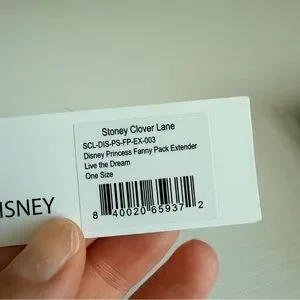 Stoney Clover Lane
SCL-DIS-PS-FP-EX-003
Disney Princess Fanny Pack Extender
Live the Dream
One Size
8 40020 65937 2
ISNEY